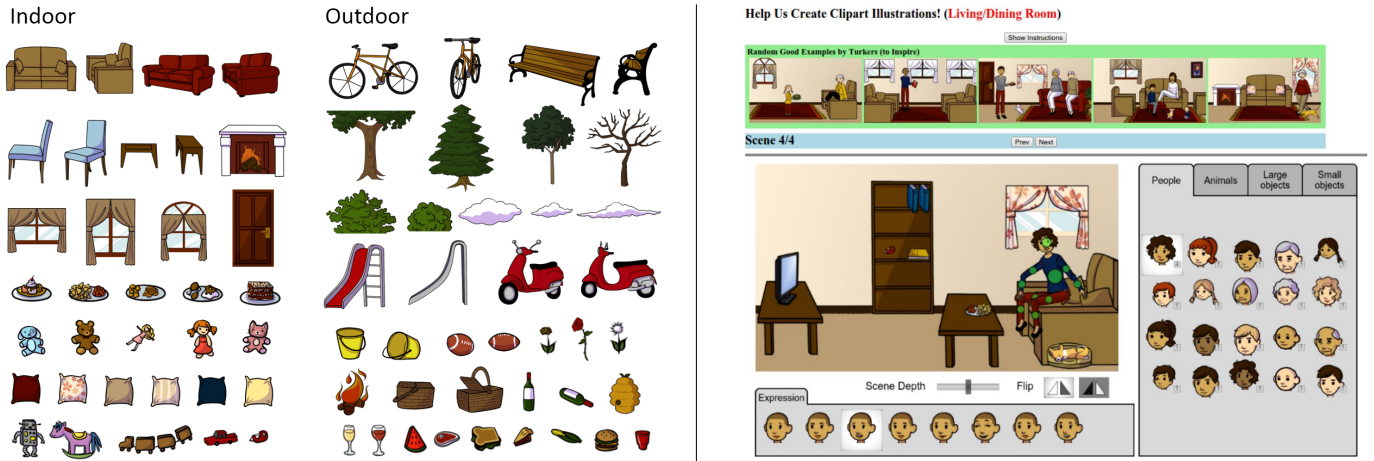 Indoor
Outdoor
Help Us Create Clipart Illustrations! (Living/Dining Room)
Show Instructions
Random Good Examples by Turkers (to Inspire)
Scene 4/4
Prev
Next
People
Animals
Large objects
Small objects
Scene Depth
Flip
Expression